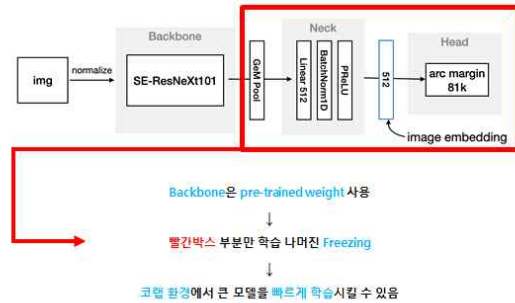 Backbone
Neck
Head
img
normalize
SE-ResNeXt101
GeM Pool
Linear 512
BatchNorm1D
PReLU
512
arc margin
81k
image embedding
Backbone은 pre-trained weight 사용
↓
빨간박스 부분만 학습 나머진 Freezing
↓
코랩 환경에서 큰 모델을 빠르게 학습시킬 수 있음